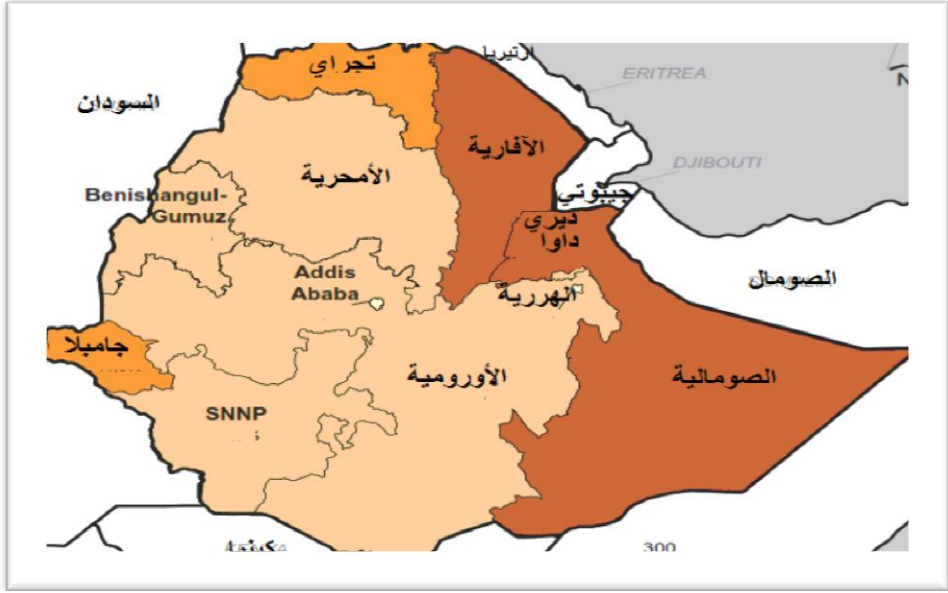 تجراي
ارتيريا
ERITREA
N
السودان
الآفارية
الأمحرية
DJIBOUTI
جيبوتي
Benishangul-
Gumuz
ديري
داوا
Addis
Ababa
الهررية
الصومال
جامبلا
الأورومية
الصومالية
SNNP
كينيا
300